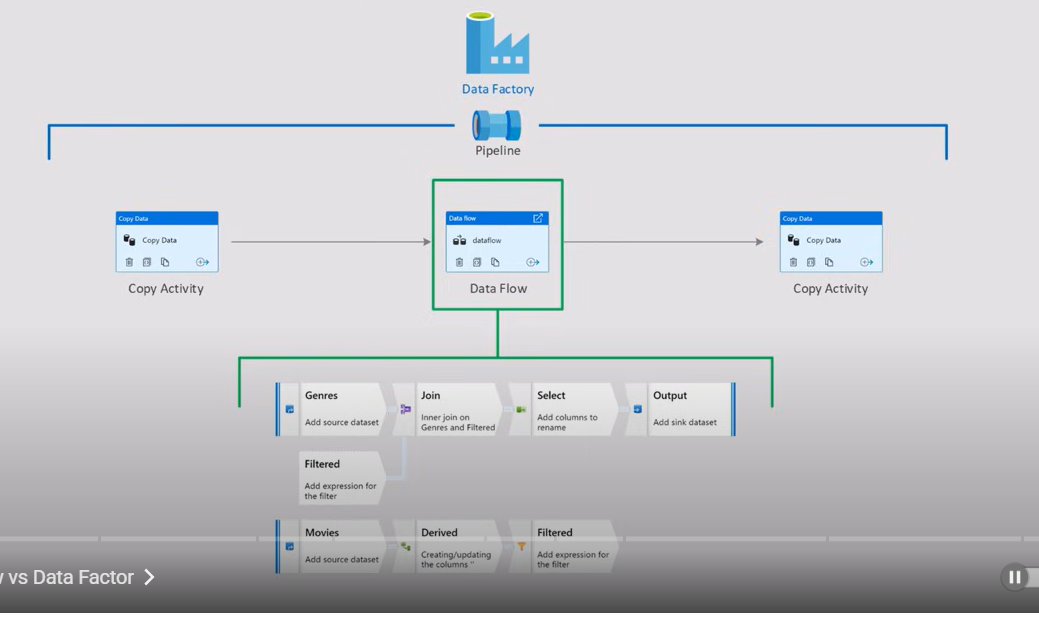 Data Factory
Pipeline
Copy Data
Copy Data
Copy Activity
Data flow
dataflow
Data Flow
Copy Data
Copy Data
Copy Activity
Genres
Add source dataset
Join
Inner join on
Genres and Filtered
Select
Add columns to
rename
Output
Add sink dataset
Filtered
Add expression for
the filter
Movies
Add source dataset
Derived
Creating/updating
the columns ''
Filtered
Add expression for
the filter
vs Data Factor